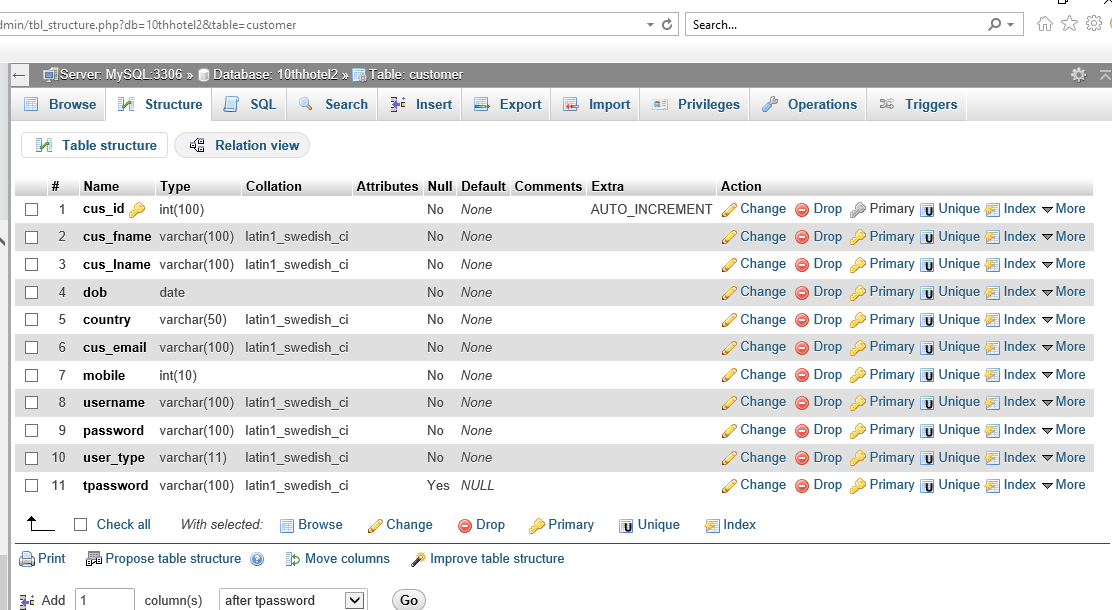 dmin/tbl_structure.php?db=10thhotel2&table=customer Search...
Server: MySQL:3306 » Database: 10thhotel2 » Table: customer
Browse Structure SQL Search Insert Export Import Privileges Operations Triggers
Table structure Relation view
# Name Type Collation Attributes Null Default Comments Extra Action
1 cus_id int(100) No None AUTO_INCREMENT Change Drop Primary Unique Index More
2 cus_fname varchar(100) latin1_swedish_ci No None Change Drop Primary Unique Index More
3 cus_lname varchar(100) latin1_swedish_ci No None Change Drop Primary Unique Index More
4 dob date No None Change Drop Primary Unique Index More
5 country varchar(50) latin1_swedish_ci No None Change Drop Primary Unique Index More
6 cus_email varchar(100) latin1_swedish_ci No None Change Drop Primary Unique Index More
7 mobile int(10) No None Change Drop Primary Unique Index More
8 username varchar(100) latin1_swedish_ci No None Change Drop Primary Unique Index More
9 password varchar(100) latin1_swedish_ci No None Change Drop Primary Unique Index More
10 user_type varchar(11) latin1_swedish_ci No None Change Drop Primary Unique Index More
11 tpassword varchar(100) latin1_swedish_ci Yes NULL Change Drop Primary Unique Index More
Check all With selected: Browse Change Drop Primary Unique Index
Print Propose table structure Move columns Improve table structure
Add 1 column(s) after tpassword Go